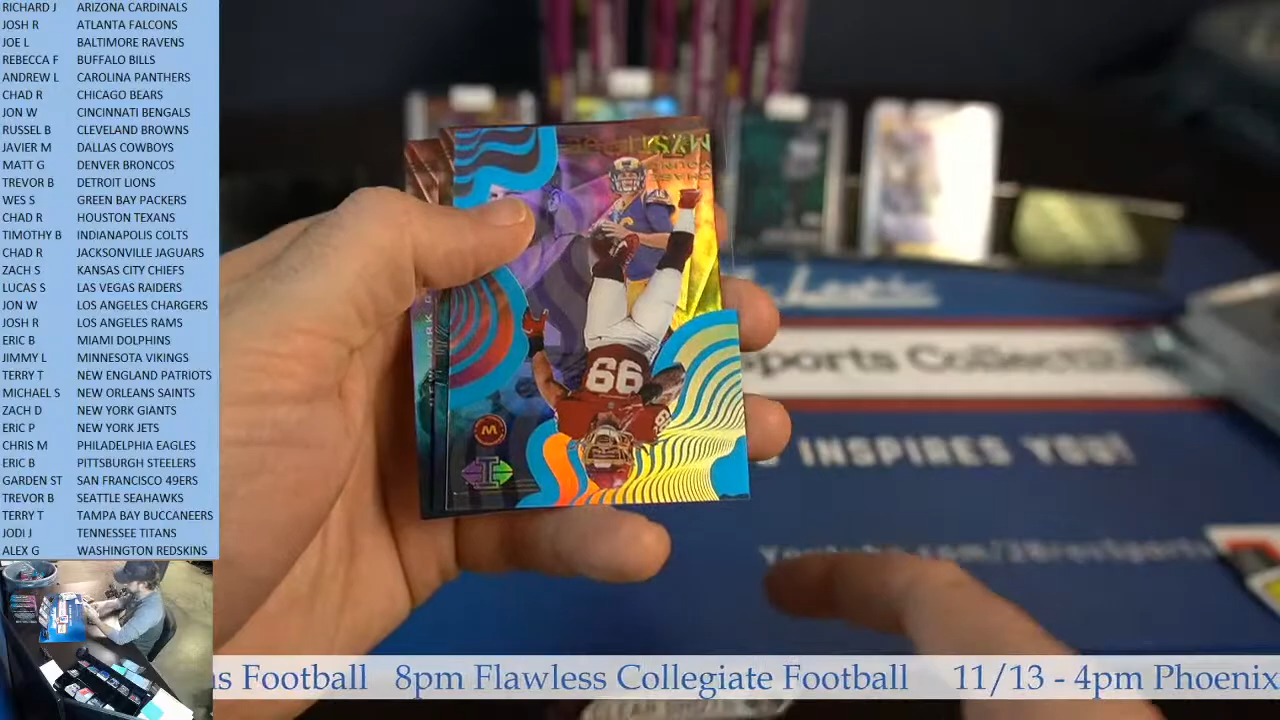 RICHARD J ARIZONA CARDINALS
JOSH R ATLANTA FALCONS
JOE L BALTIMORE RAVENS
REBECCA F BUFFALO BILLS
ANDREW L CAROLINA PANTHERS
CHAD R CHICAGO BEARS
JON W CINCINNATI BENGALS
RUSSEL B CLEVELAND BROWNS
JAVIER M DALLAS COWBOYS
MATT G DENVER BRONCOS
TREVOR B DETROIT LIONS
WES S GREEN BAY PACKERS
CHAD R HOUSTON TEXANS
TIMOTHY B INDIANAPOLIS COLTS
CHAD R JACKSONVILLE JAGUARS
ZACH S KANSAS CITY CHIEFS
LUCAS S LAS VEGAS RAIDERS
JON W LOS ANGELES CHARGERS
JOSH R LOS ANGELES RAMS
ERIC B MIAMI DOLPHINS
JIMMY L MINNESOTA VIKINGS
TERRY T NEW ENGLAND PATRIOTS
MICHAEL S NEW ORLEANS SAINTS
ZACH D NEW YORK GIANTS
ERIC P NEW YORK JETS
CHRIS M PHILADELPHIA EAGLES
ERIC B PITTSBURGH STEELERS
GARDEN ST SAN FRANCISCO 49ERS
TREVOR B SEATTLE SEAHAWKS
TERRY T TAMPA BAY BUCCANEERS
JODI J TENNESSEE TITANS
ALEX G WASHINGTON REDSKINS
CHASE
YOUNG
99
ports Collecti
INSPIRES YOU!
s Football 8pm Flawless Collegiate Football 11/13 - 4pm Phoenix